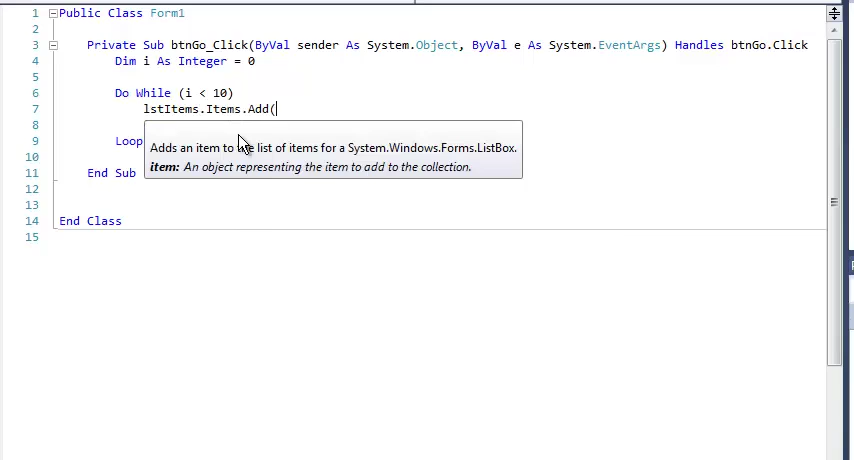 1 Public Class Form1
2
3 Private Sub btnGo_Click(ByVal sender As System.Object, ByVal e As System.EventArgs) Handles btnGo.Click
4 Dim i As Integer = 0
5
6 Do While (i < 10)
7 lstItems.Items.Add(
8
Adds an item to the list of items for a System.Windows.Forms.ListBox.
9 Loop
item: An object representing the item to add to the collection.
10
11 End Sub
12
13
14 End Class
15